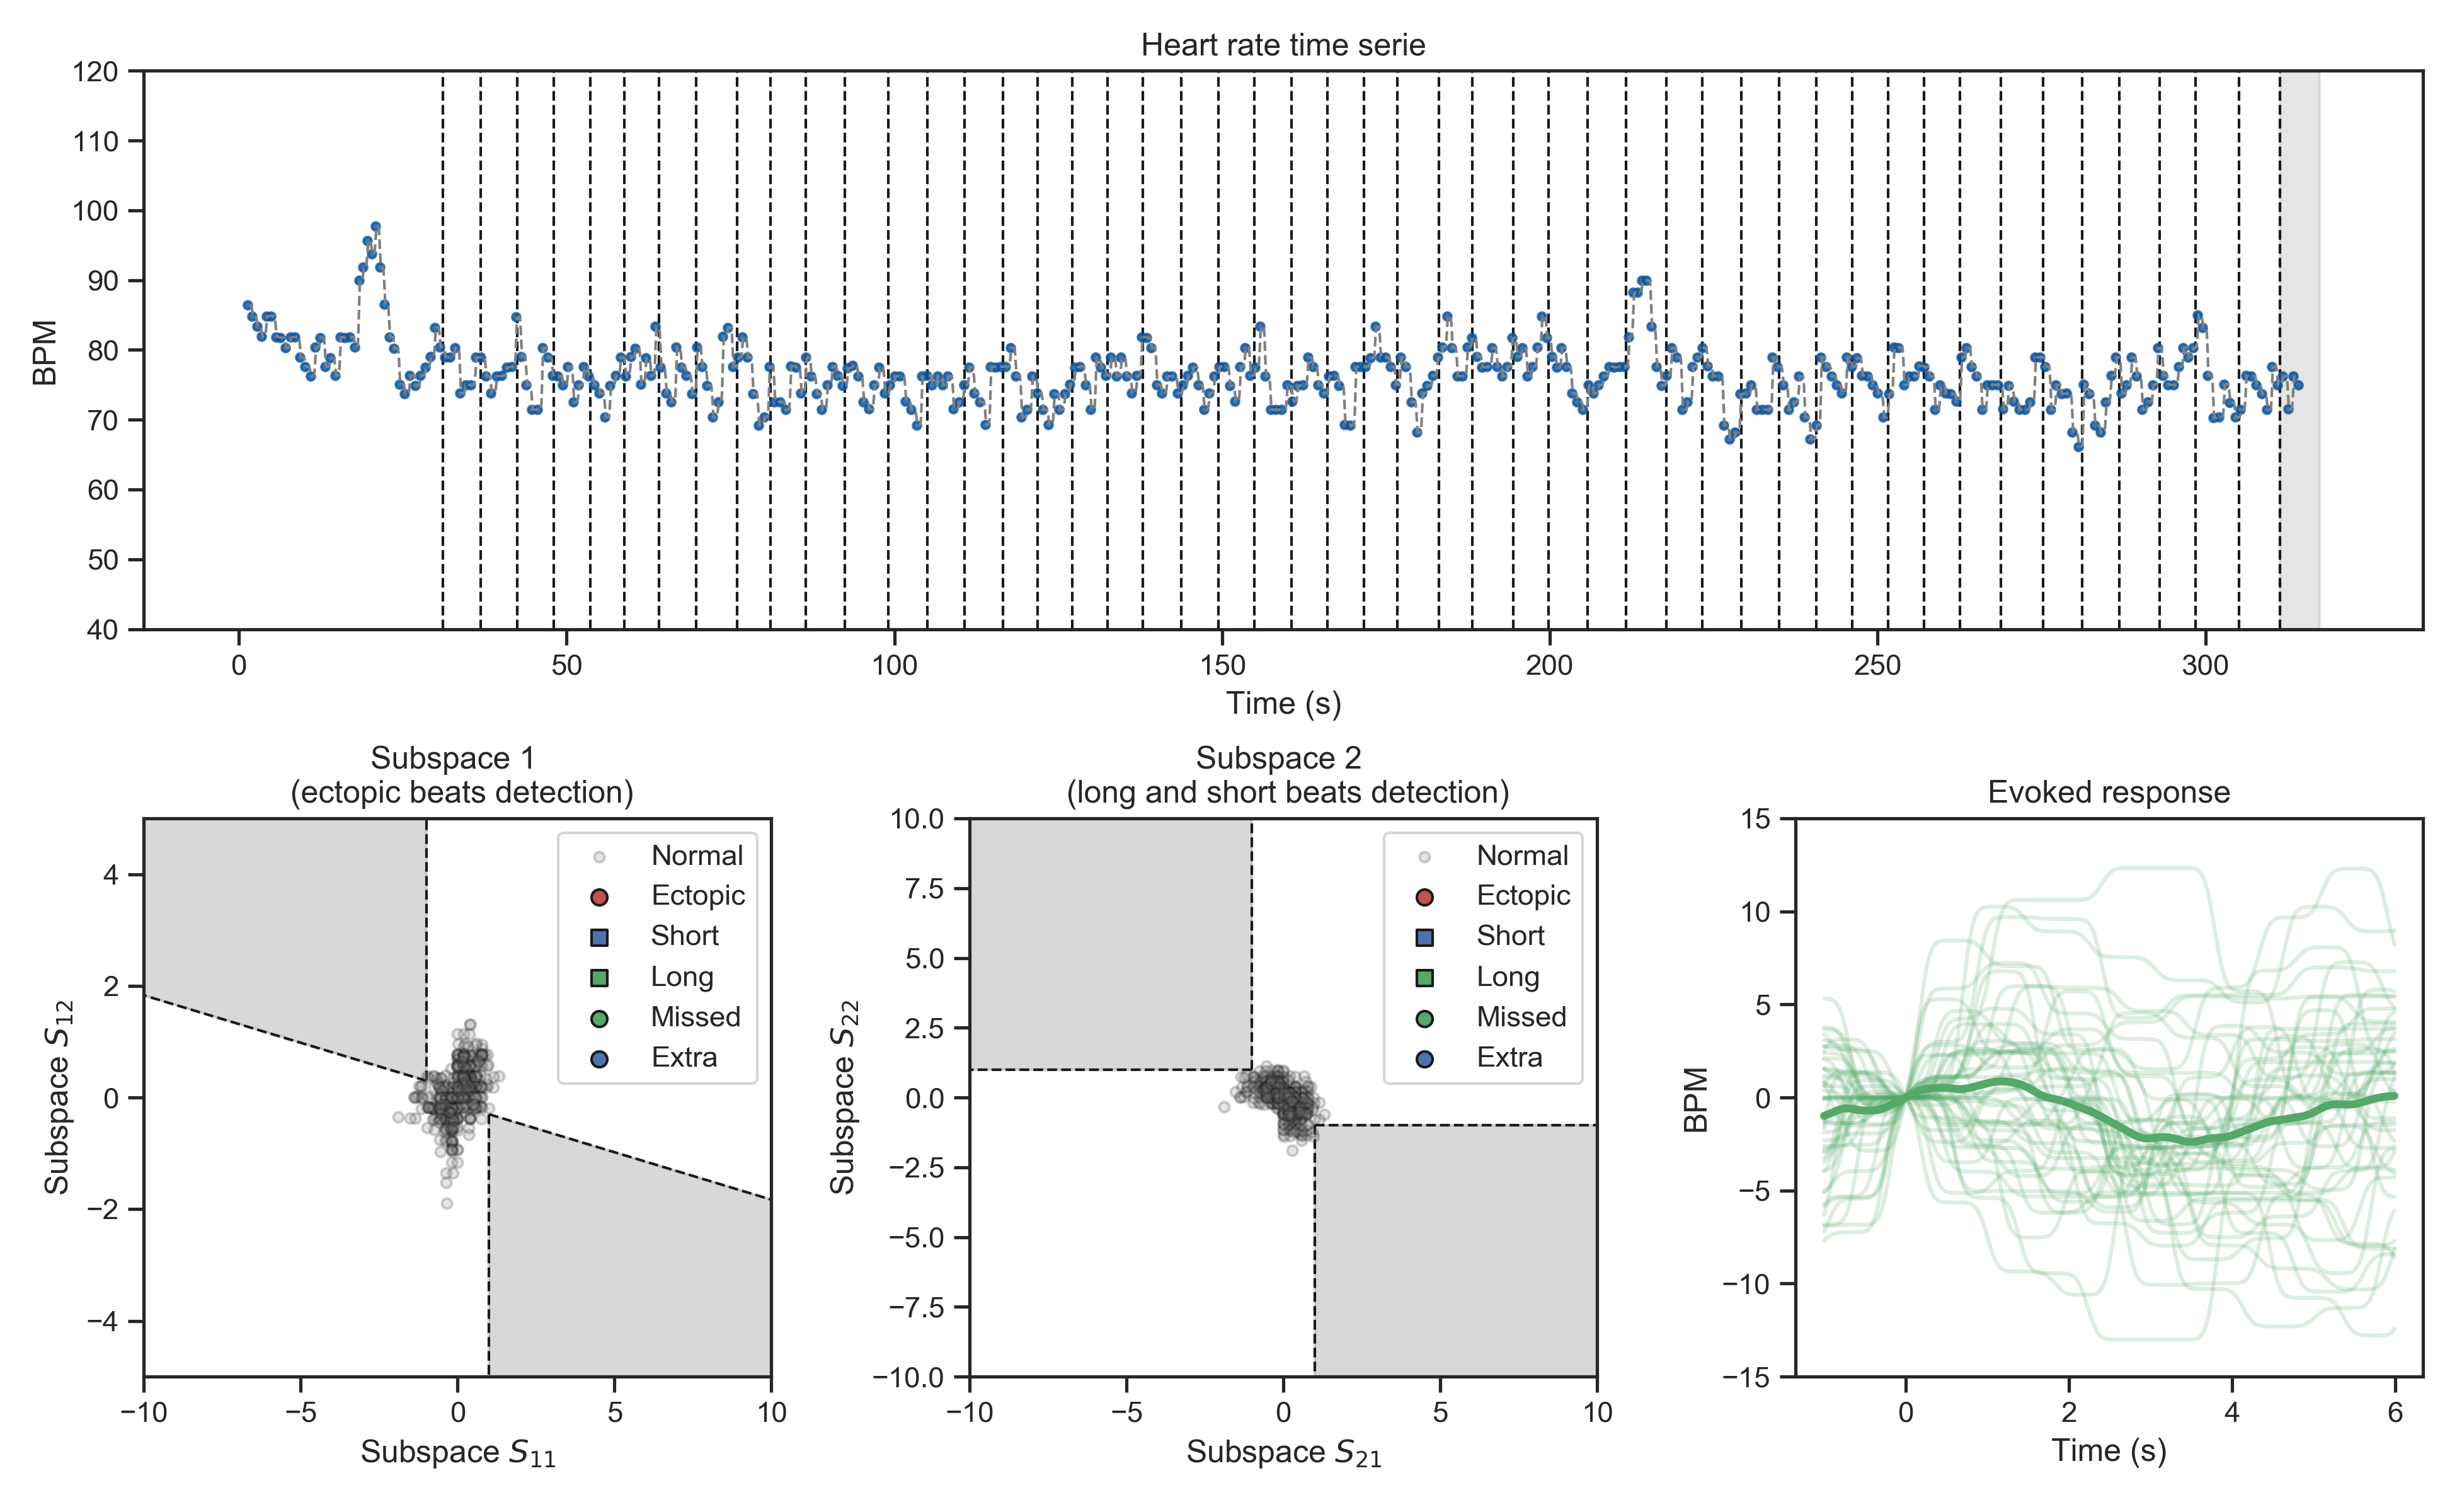 Heart rate time serie
120
110
100
90
80
70
60
50
40
BPM
0 50 100 150 200 250 300
Time (s)
Subspace 1
(ectopic beats detection)
4
2
0
−2
−4
Subspace S12
−10 −5 0 5 10
Subspace S11
Normal
Ectopic
Short
Long
Missed
Extra
Subspace 2
(long and short beats detection)
10.0
7.5
5.0
2.5
0.0
−2.5
−5.0
−7.5
−10.0
Subspace S22
−10 −5 0 5 10
Subspace S21
Normal
Ectopic
Short
Long
Missed
Extra
Evoked response
15
10
5
0
−5
−10
−15
BPM
0 2 4 6
Time (s)